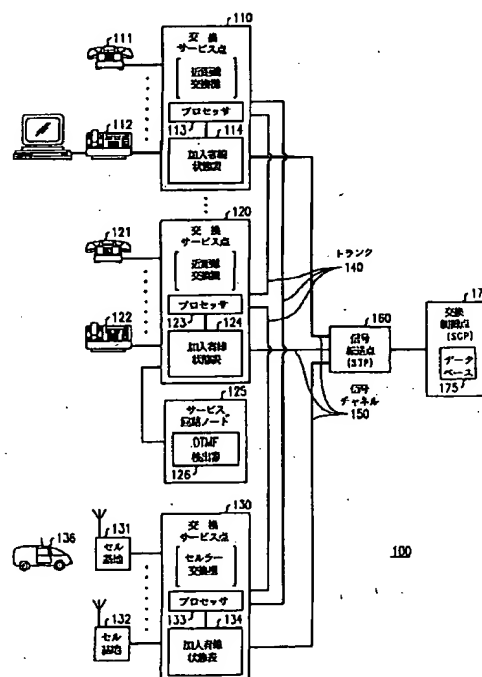 110
111
交換
サービス点
近距離
交換機
112
プロセッサ
113
114
加入者線
状態表
120
121
交換
サービス点
近距離
交換機
トランク
140
122
プロセッサ
123
124
加入者線
状態表
160
信号
転送点
(STP)
交換
制御点
(SCP)
データ
ベース
175
125
サービス
回路ノード
DTMF
検出器
126
信号
チャネル
150
130
131
136
セル
基地
交換
サービス点
セルラー
交換機
100
132
プロセッサ
133
134
セル
基地
加入者線
状態表